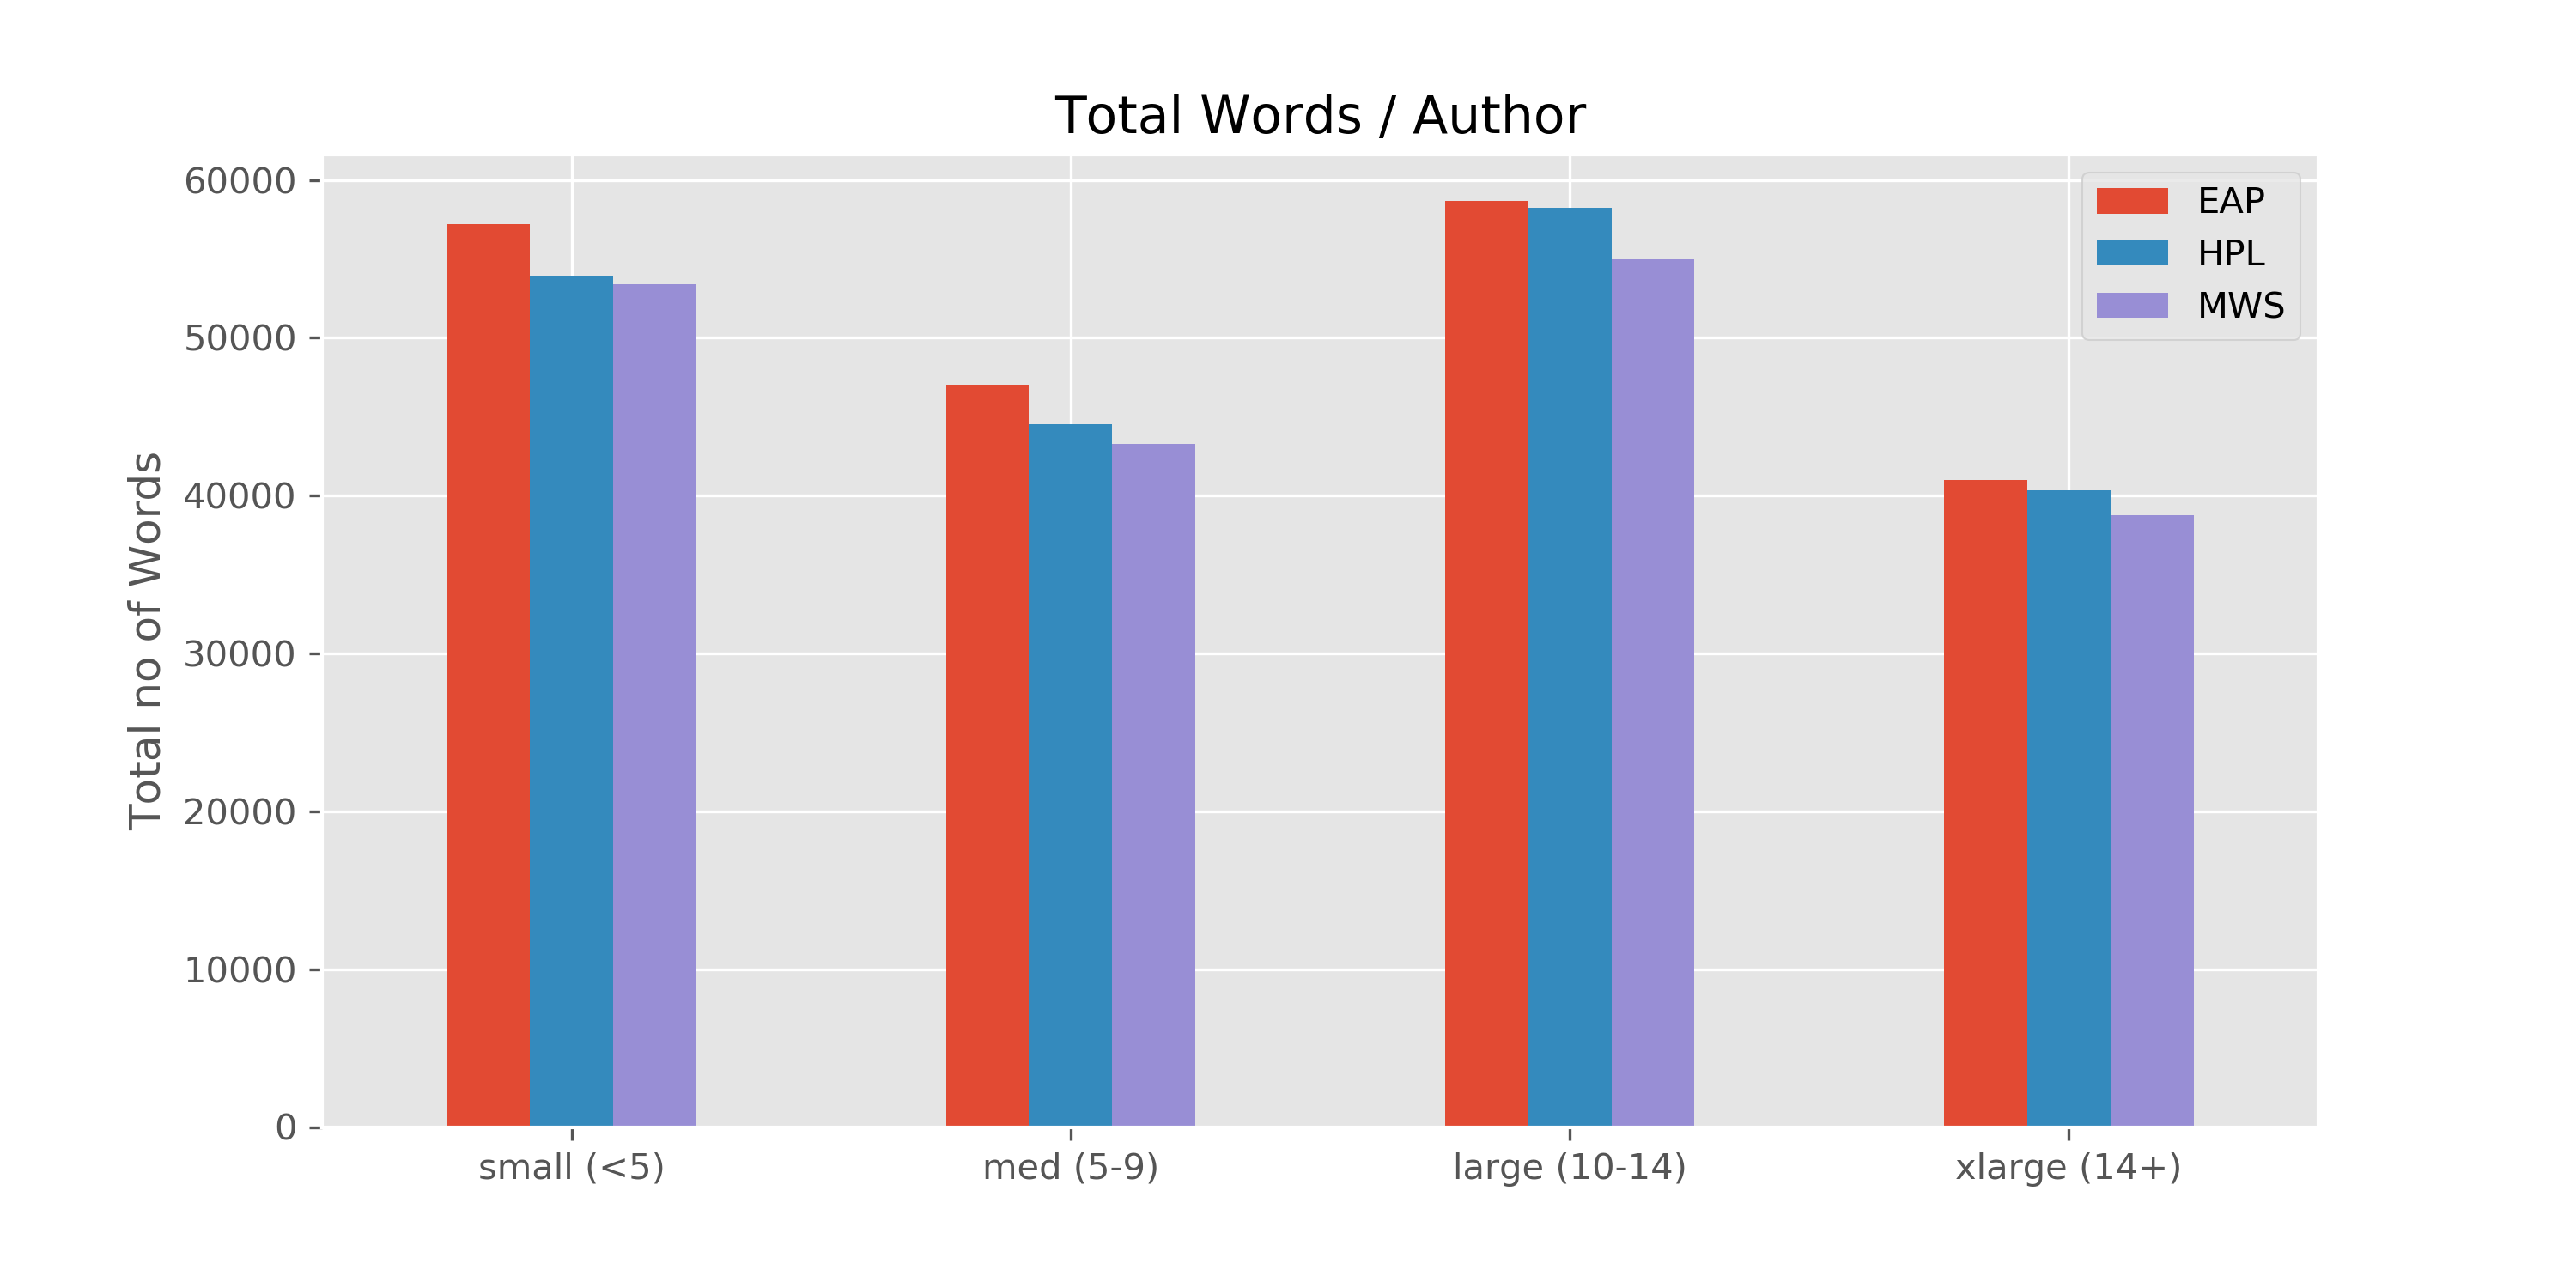 Total Words / Author
Total no of Words
60000
50000
40000
30000
20000
10000
0
EAP
HPL
MWS
small (<5)
med (5-9)
large (10-14)
xlarge (14+)